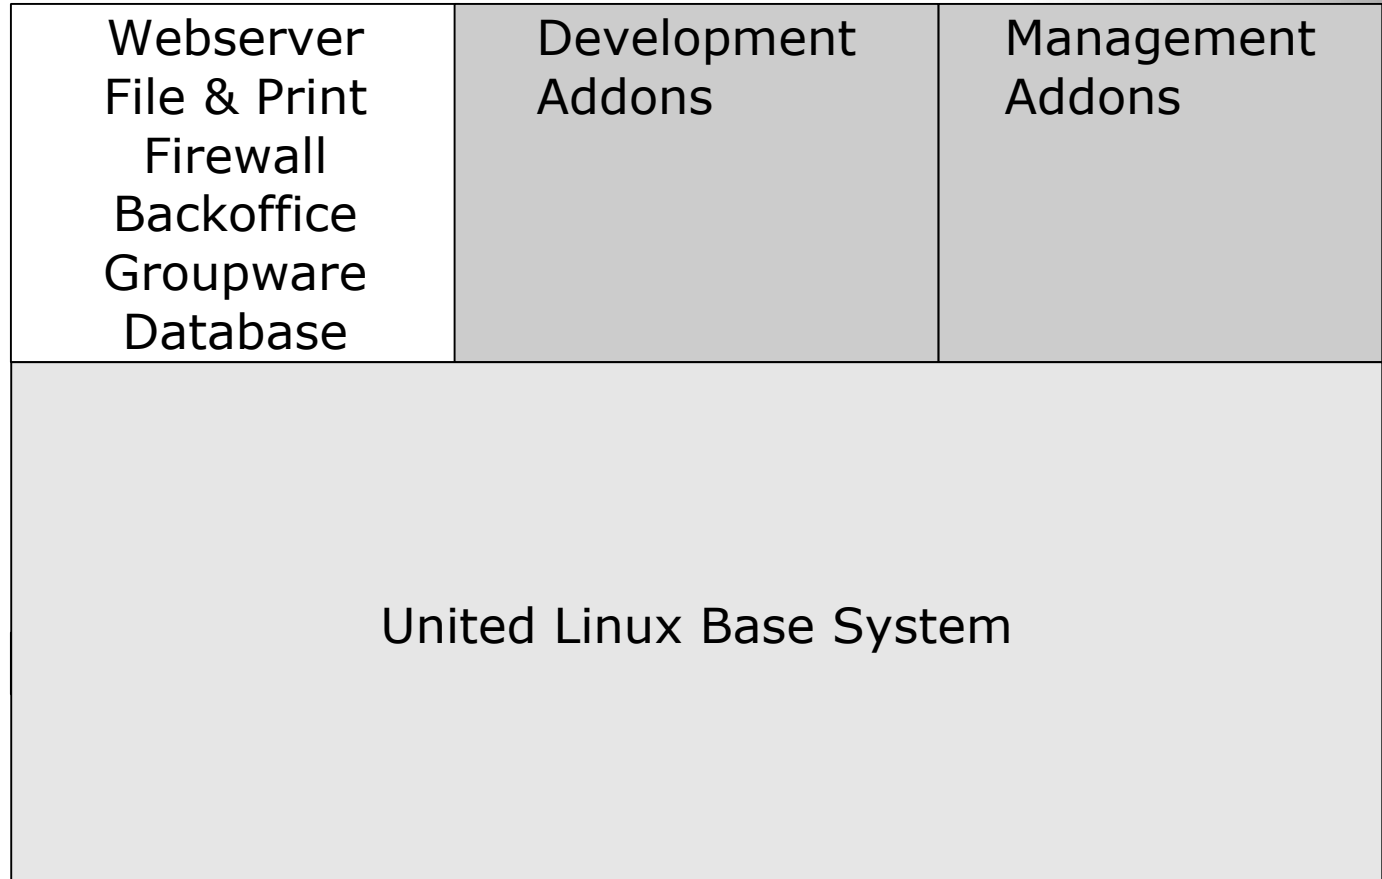 Webserver
File & Print
Firewall
Backoffice
Groupware
Database
Development
Addons
Management
Addons
United Linux Base System